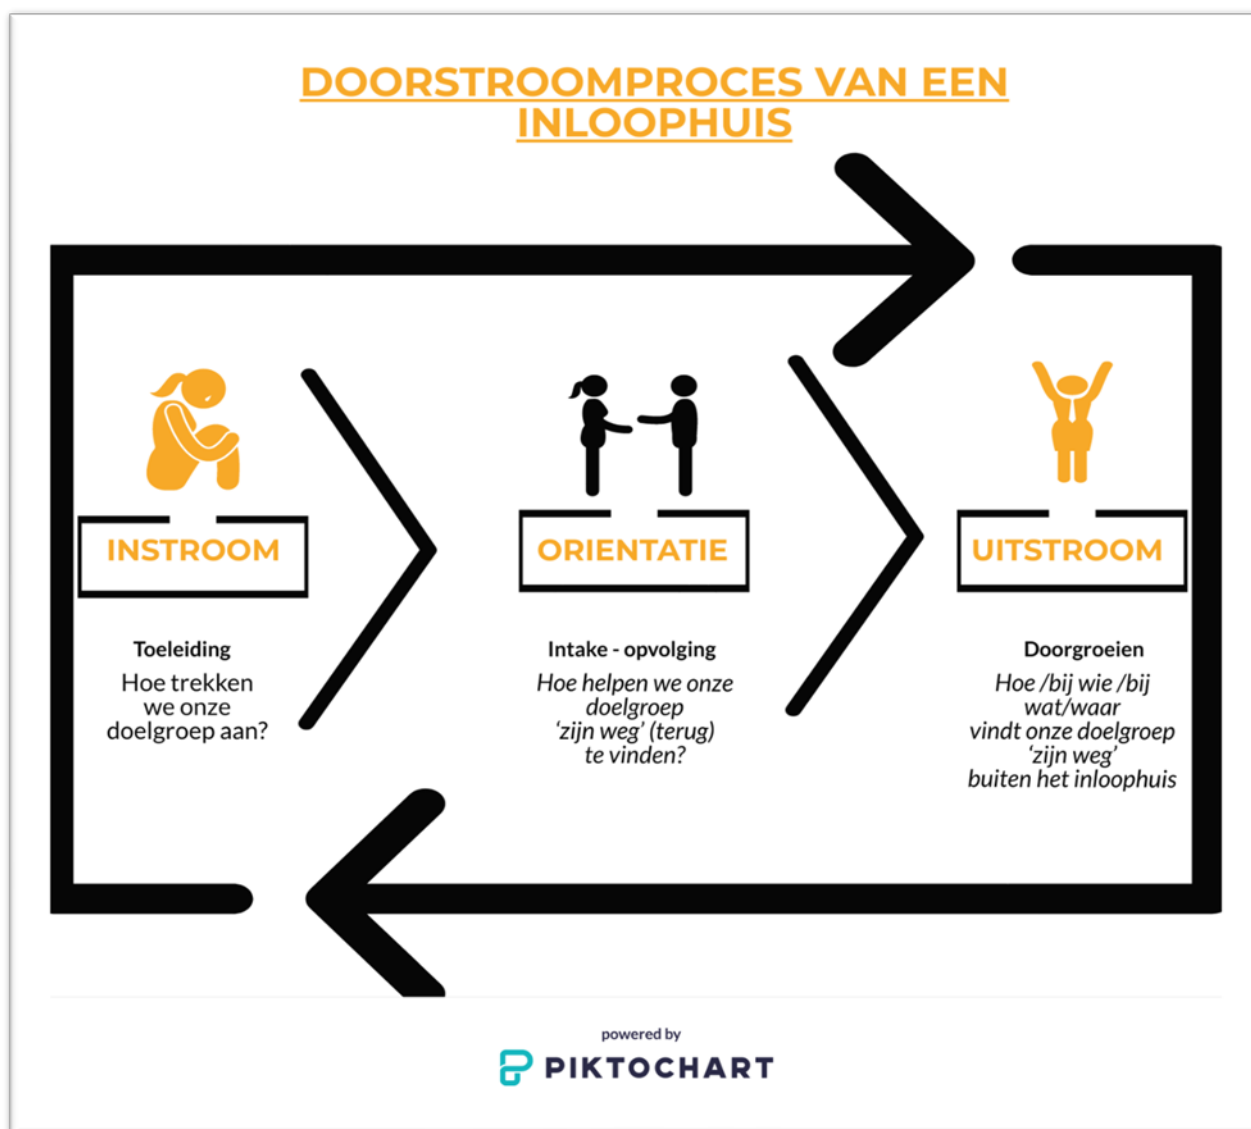 DOORSTROOMPROCES VAN EEN
INLOOPHUIS
INSTROOM
Toeleiding
Hoe trekken
we onze
doelgroep aan?
ORIENTATIE
Intake - opvolging
Hoe helpen we onze
doelgroep
‘zijn weg’ (terug)
te vinden?
UITSTROOM
Doorgroeien
Hoe /bij wie /bij
wat/waar
vindt onze doelgroep
‘zijn weg’
buiten het inloophuis
powered by
PIKTOCHART